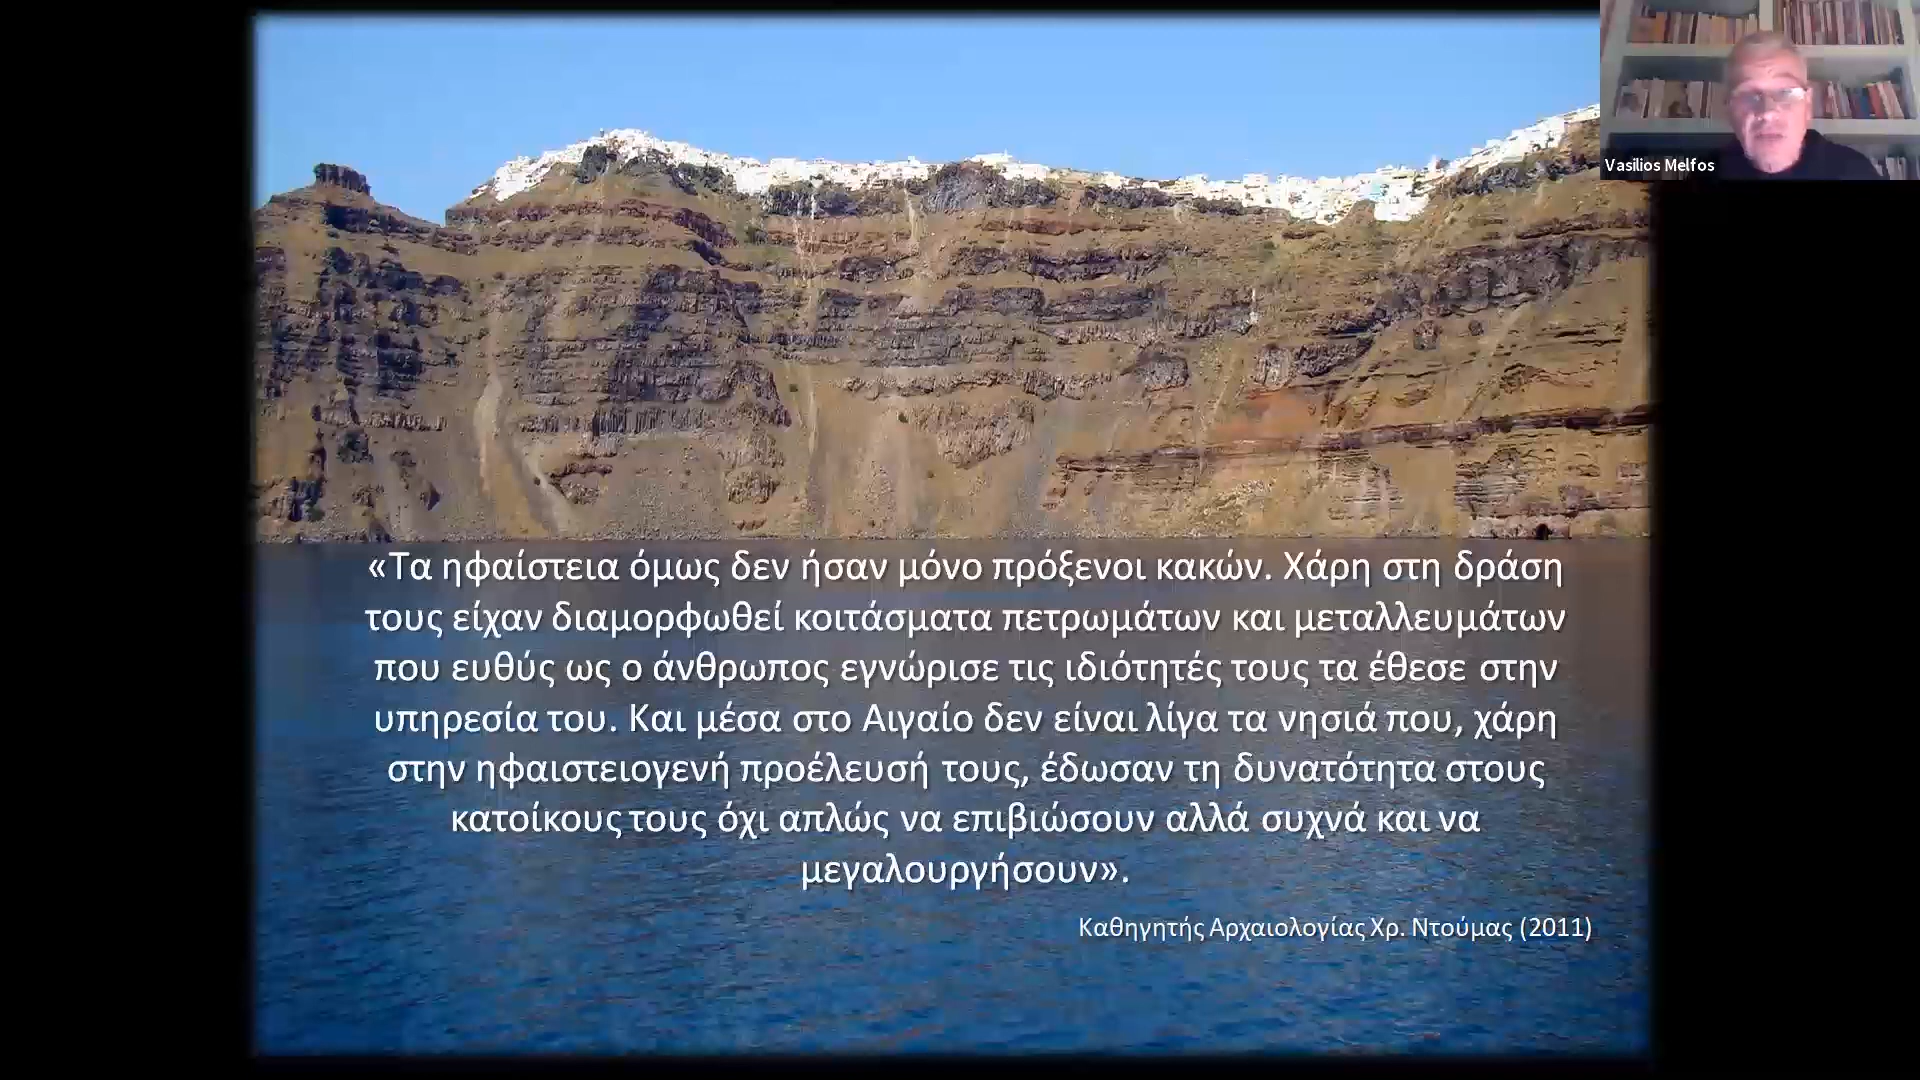 Vasilios Melfos
«Τα ηφαίστεια όμως δεν ήσαν μόνο πρόξενοι κακών. Χάρη στη δράση
τους είχαν διαμορφωθεί κοιτάσματα πετρωμάτων και μεταλλευμάτων
που ευθύς ως ο άνθρωπος εγνώρισε τις ιδιότητές τους τα έθεσε στην
υπηρεσία του. Και μέσα στο Αιγαίο δεν είναι λίγα τα νησιά που, χάρη
στην ηφαιστειογενή προέλευσή τους, έδωσαν τη δυνατότητα στους
κατοίκους τους όχι απλώς να επιβιώσουν αλλά συχνά και να
μεγαλουργήσουν».
Καθηγητής Αρχαιολογίας Χρ. Ντούμας (2011)